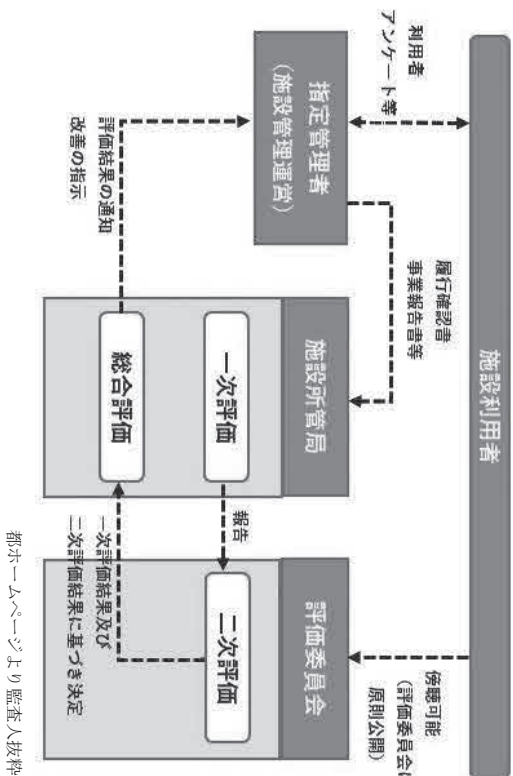 施設利用者
利用者
アンケート等
傍聴可能
(評価委員会は
原則公開)
指定管理者
(施設管理運営)
履行確認書
事業報告書等
施設所管局
評価委員会
一次評価
報告
二次評価
総合評価
評価結果の通知
改善の指示
一次評価結果及び
二次評価結果に基づき決定
都ホームページより監査人抜粋